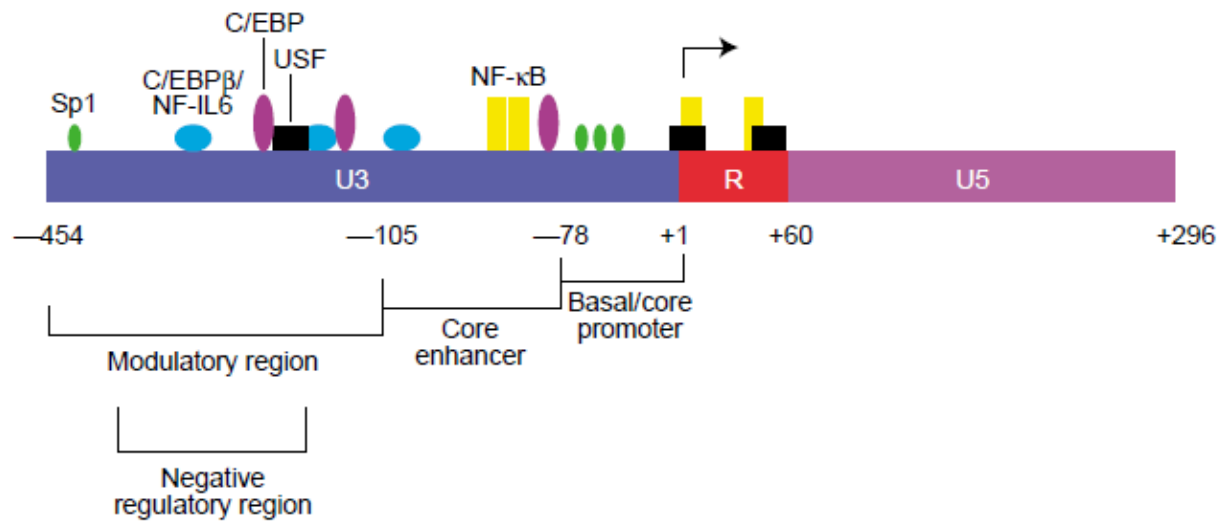 C/EBP
USF
C/EBPβ/
NF-IL6
Sp1
NF-κB
U3
R
U5
—454
—105
—78
+1
+60
+296
Basal/core
promoter
Core
enhancer
Modulatory region
Negative
regulatory region